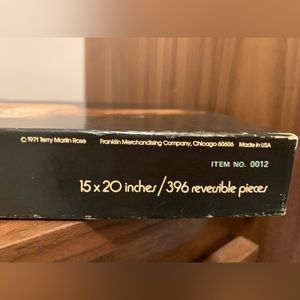 © 1971 Terry Martin Rose Franklin Merchandising Company, Chicago 60606 Made in USA
ITEM NO. 0012
15 x 20 inches/396 reversible pieces